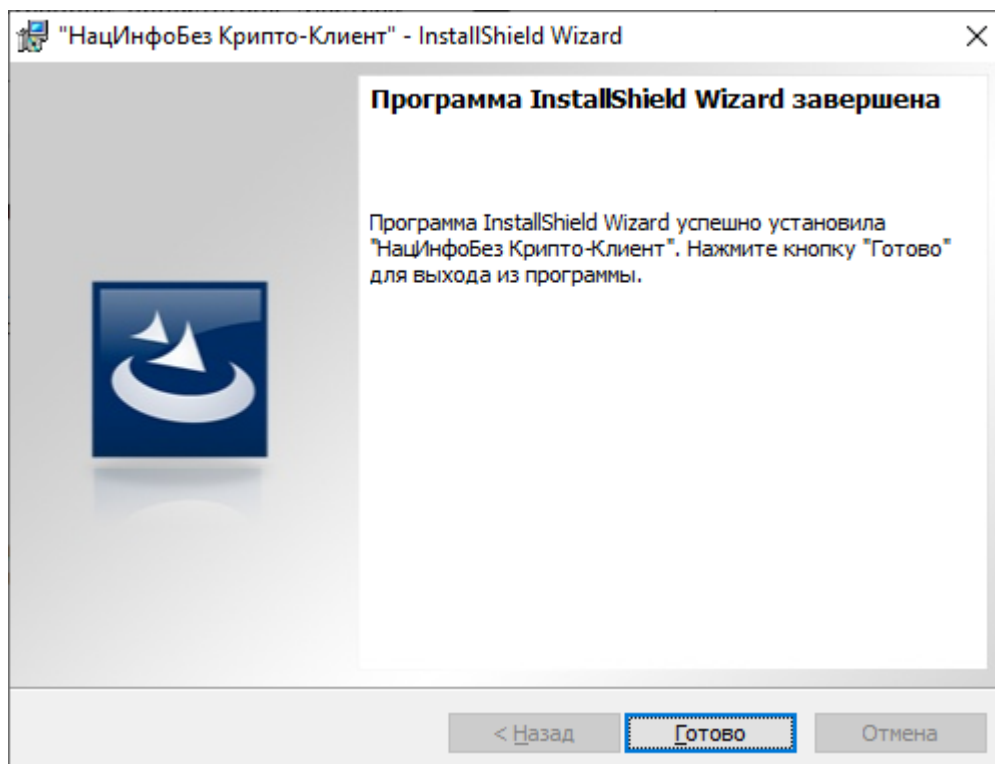 "НацИнфоБез Крипто-Клиент" - InstallShield Wizard
Программа InstallShield Wizard завершена
Программа InstallShield Wizard успешно установила
"НацИнфоБез Крипто-Клиент". Нажмите кнопку "Готово"
для выхода из программы.
< Назад
Готово
Отмена